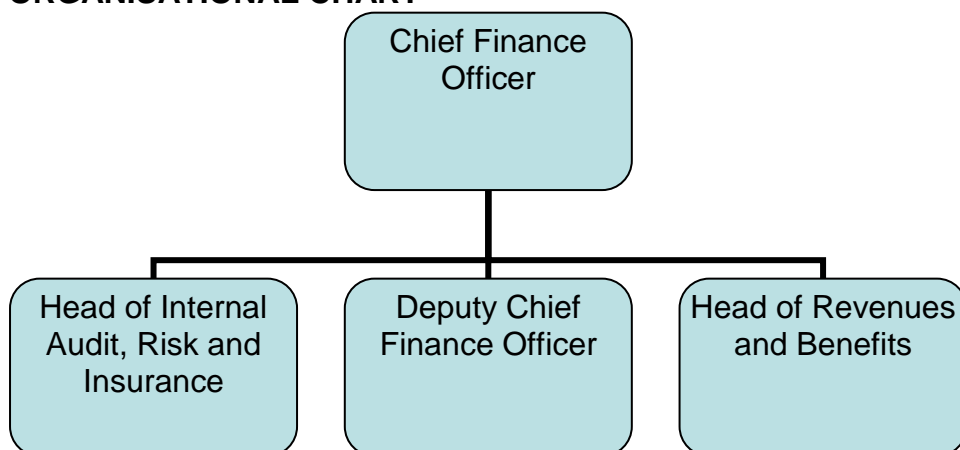 ORGANISATIONAL CHART
Chief Finance
Officer
Head of Internal
Audit, Risk and
Insurance
Deputy Chief
Finance Officer
Head of Revenues
and Benefits